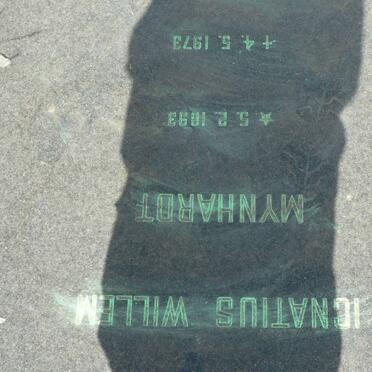 IGNATIUS WILLEM
MYNHARDT
★ 5. 2. 1893
✝ 4. 5. 1973